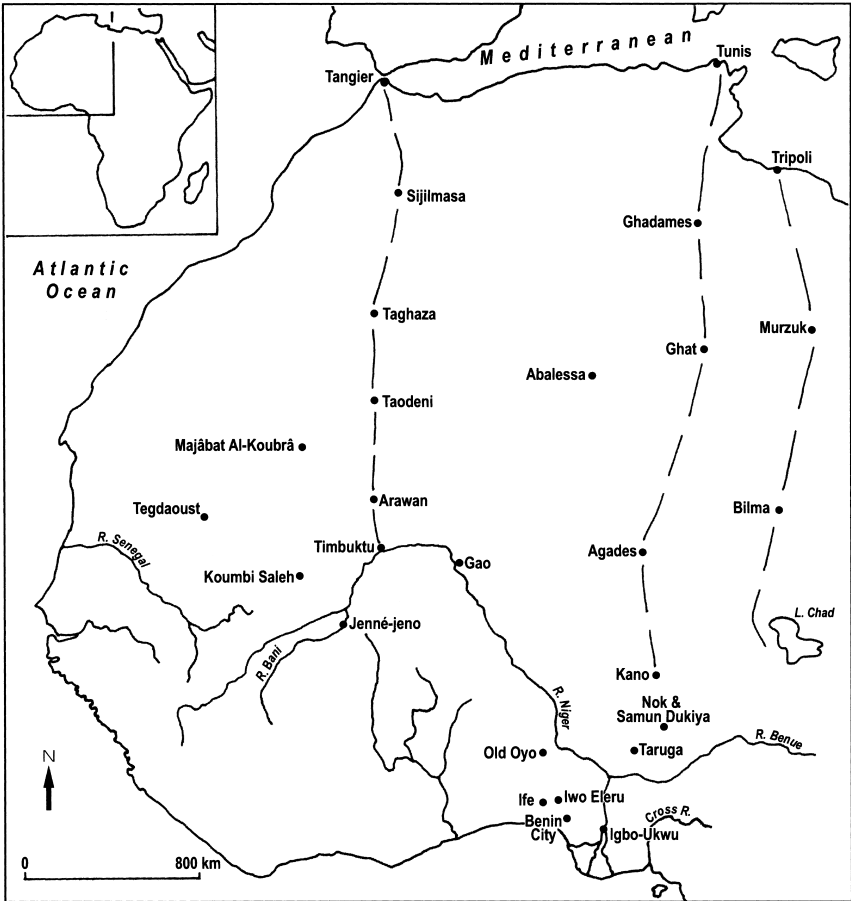 Mediterranean
Tunis
Tangier
Tripoli
Sijilmasa
Ghadames
Atlantic
Ocean
Taghaza
Murzuk
Ghat
Abalessa
Taodeni
Majâbat Al-Koubrâ
Arawan
Tegdaoust
Bilma
R. Senegal
Timbuktu
Agades
Gao
Koumbi Saleh
L. Chad
Jenné-jeno
R. Bani
Kano
R. Niger
Nok &
Samun Dukiya
R. Benue
Old Oyo
Taruga
N
Ife
Iwo Eleru
Cross R.
Benin
City
Igbo-Ukwu
0
800 km